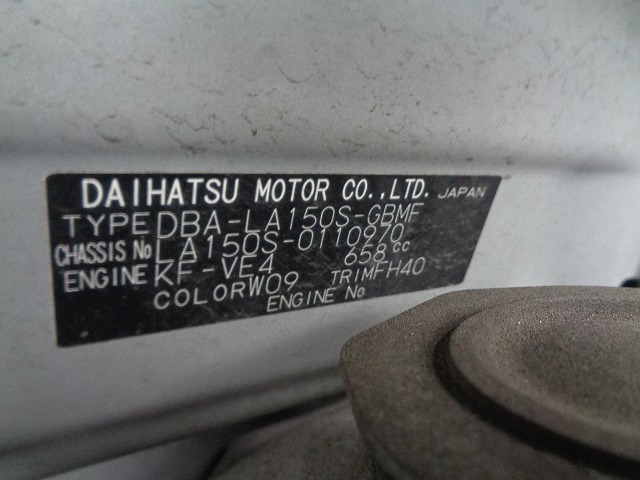 DAIHATSU MOTOR CO.,LTD. JAPAN
TYPE DBA-LA150S-GBMF
CHASSIS No LA150S-0110970
ENGINE KF-VE4 658cc
COLOR W09 TRIM FH40
ENGINE No